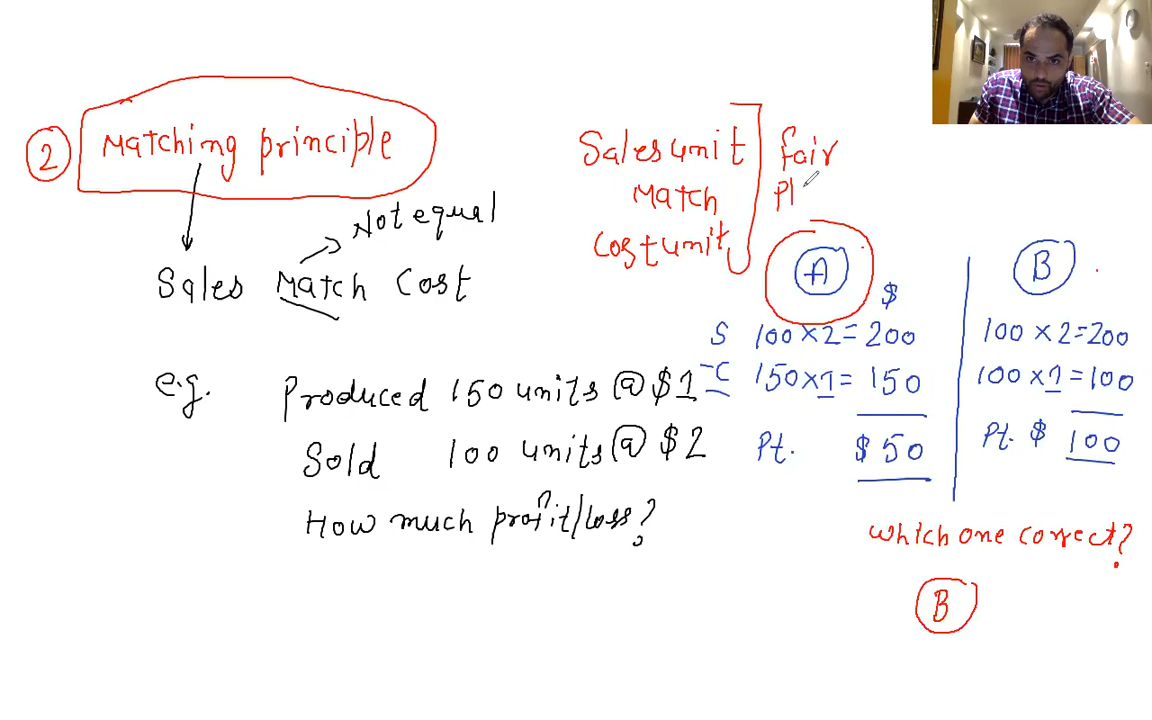 ② Matching principle
Not equal
Sales Match Cost
e.g. Produced 150 units @ $1
Sold 100 units @ $2
How much profit/loss?
Sales unit
Match
Cost unit
fair
Pl
A
$
S 100 × 2 = 200
-C 150 × 1 = 150
Pt. $ 50
B
100 × 2 = 200
100 × 1 = 100
Pt. $ 100
which one correct?
B